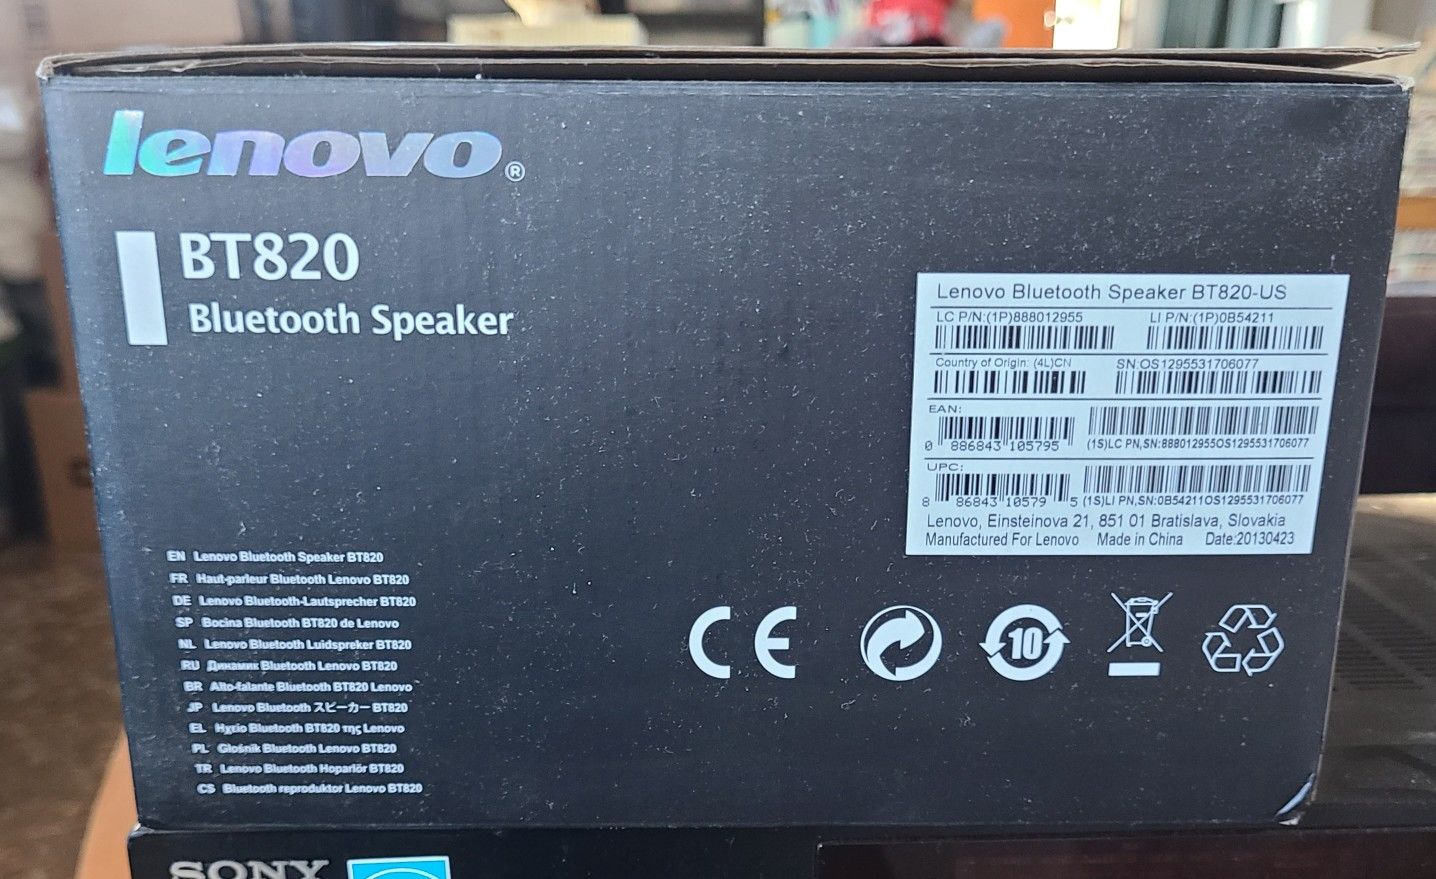 lenovo®
BT820
Bluetooth Speaker
Lenovo Bluetooth Speaker BT820-US
LC P/N:(1P)888012955 LI P/N:(1P)0B54211
Country of Origin: (4L)CN SN:OS1295531706077
EAN:
0 886843 105795 (1S)LC PN,SN:888012955OS1295531706077
UPC:
8 86843 10579 5 (1S)LI PN,SN:0B54211OS1295531706077
Lenovo, Einsteinova 21, 851 01 Bratislava, Slovakia
Manufactured For Lenovo Made in China Date:20130423
EN Lenovo Bluetooth Speaker BT820
FR Haut-parleur Bluetooth Lenovo BT820
DE Lenovo Bluetooth-Lautsprecher BT820
SP Bocina Bluetooth BT820 de Lenovo
NL Lenovo Bluetooth Luidspreker BT820
RU Динамик Bluetooth Lenovo BT820
BR Alto-falante Bluetooth BT820 Lenovo
JP Lenovo Bluetooth スピーカー BT820
EL Ηχείο Bluetooth BT820 της Lenovo
PL Głośnik Bluetooth Lenovo BT820
TR Lenovo Bluetooth Hoparlör BT820
CS Bluetooth reproduktor Lenovo BT820
CE
10
SONY